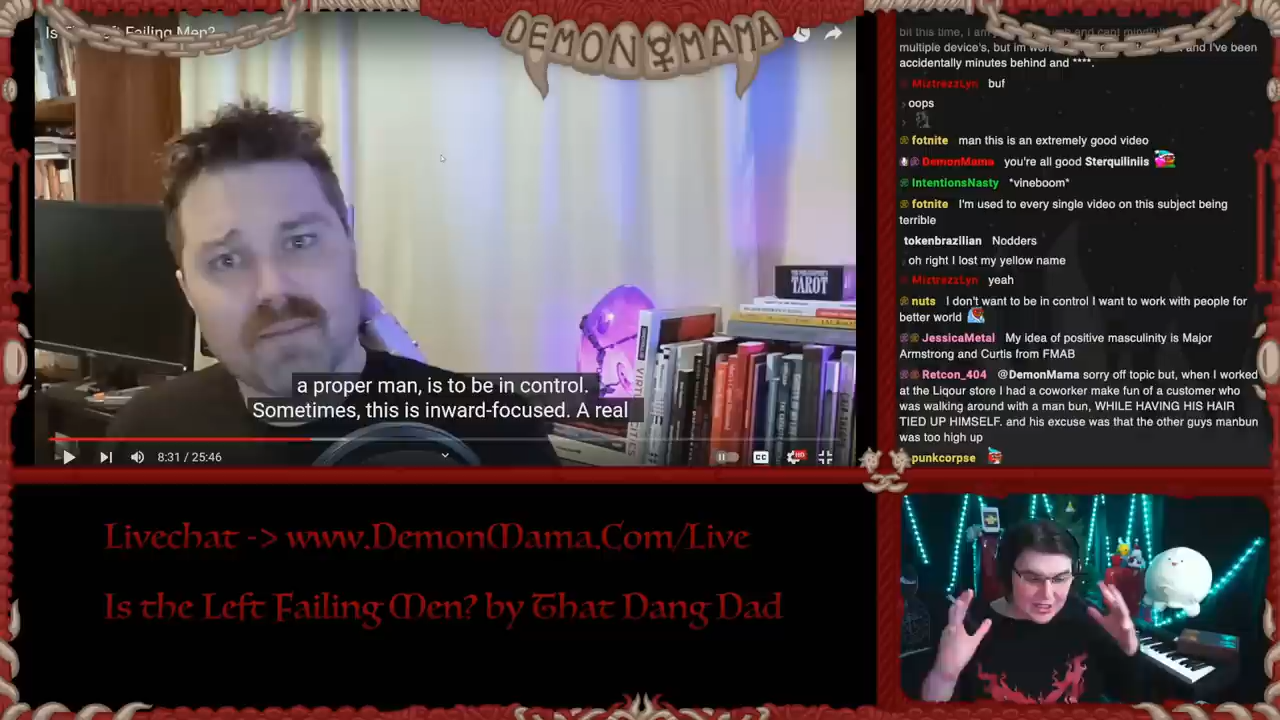 Is The Left Failing Men?
DEMON MAMA
TAROT
a proper man, is to be in control.
Sometimes, this is inward-focused. A real
8:31 / 25:46
CC
HD
multiple device's, but im
and I've been
accidentally minutes behind and ****.
MiztrezzLyn buf
oops
fotnite man this is an extremely good video
DemonMama you're all good Sterquiliniis
IntentionsNasty *vineboom*
fotnite I'm used to every single video on this subject being
terrible
tokenbrazilian Nodders
oh right I lost my yellow name
MiztrezzLyn yeah
nuts I don't want to be in control I want to work with people for
better world
JessicaMetal My idea of positive masculinity is Major
Armstrong and Curtis from FMAB
Retcon_404 @DemonMama sorry off topic but, when I worked
at the Liqour store I had a coworker make fun of a customer who
was walking around with a man bun, WHILE HAVING HIS HAIR
TIED UP HIMSELF. and his excuse was that the other guys manbun
was too high up
punkcorpse
Livechat -> www.DemonMama.Com/Live
Is the Left Failing Men? by That Dang Dad